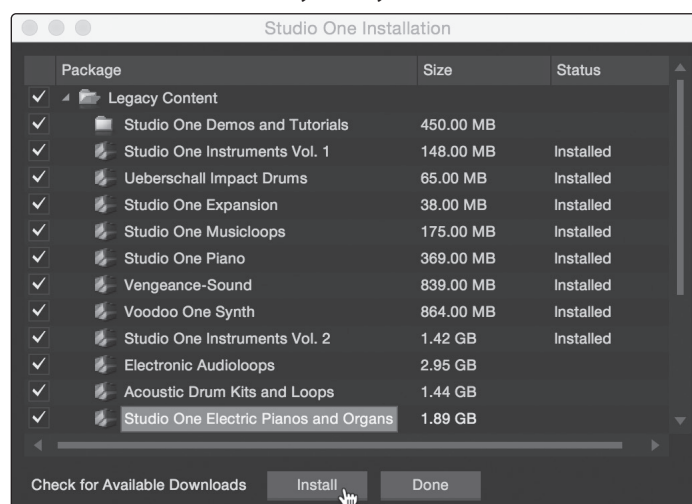 Studio One Installation
Package Size Status
Legacy Content
Studio One Demos and Tutorials 450.00 MB
Studio One Instruments Vol. 1 148.00 MB Installed
Ueberschall Impact Drums 65.00 MB Installed
Studio One Expansion 38.00 MB Installed
Studio One Musicloops 175.00 MB Installed
Studio One Piano 369.00 MB Installed
Vengeance-Sound 839.00 MB Installed
Voodoo One Synth 864.00 MB Installed
Studio One Instruments Vol. 2 1.42 GB Installed
Electronic Audioloops 2.95 GB
Acoustic Drum Kits and Loops 1.44 GB
Studio One Electric Pianos and Organs 1.89 GB
Check for Available Downloads Install Done